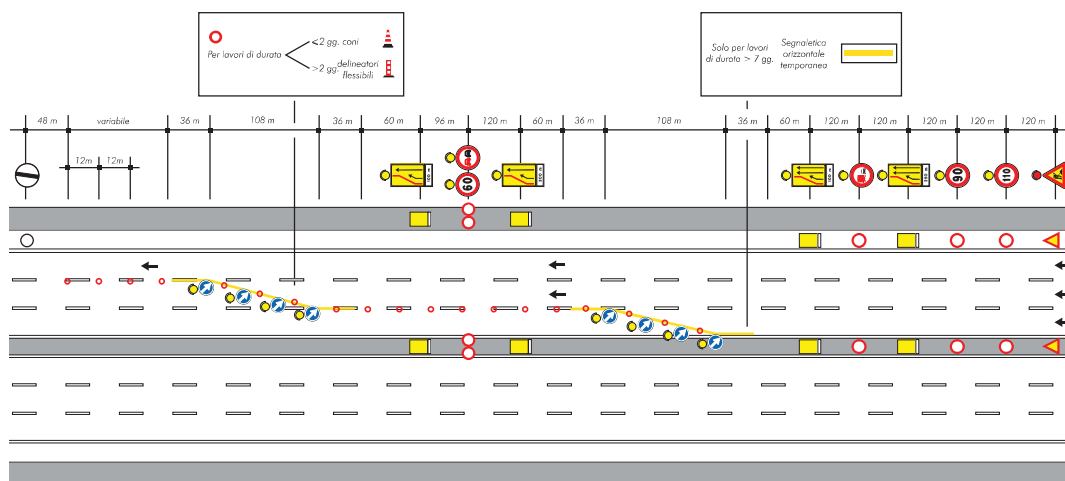 Per lavori di durata
<2 gg. coni
>2 gg. delineatori
flessibili
Solo per lavori
di durata > 7 gg.
Segnaletica
orizzontale
temporanea
48 m
variabile
36 m
108 m
36 m
60 m
96 m
120 m
60 m
36 m
108 m
36 m
60 m
120 m
120 m
120 m
120 m
120 m
12m
12m
60
90
110